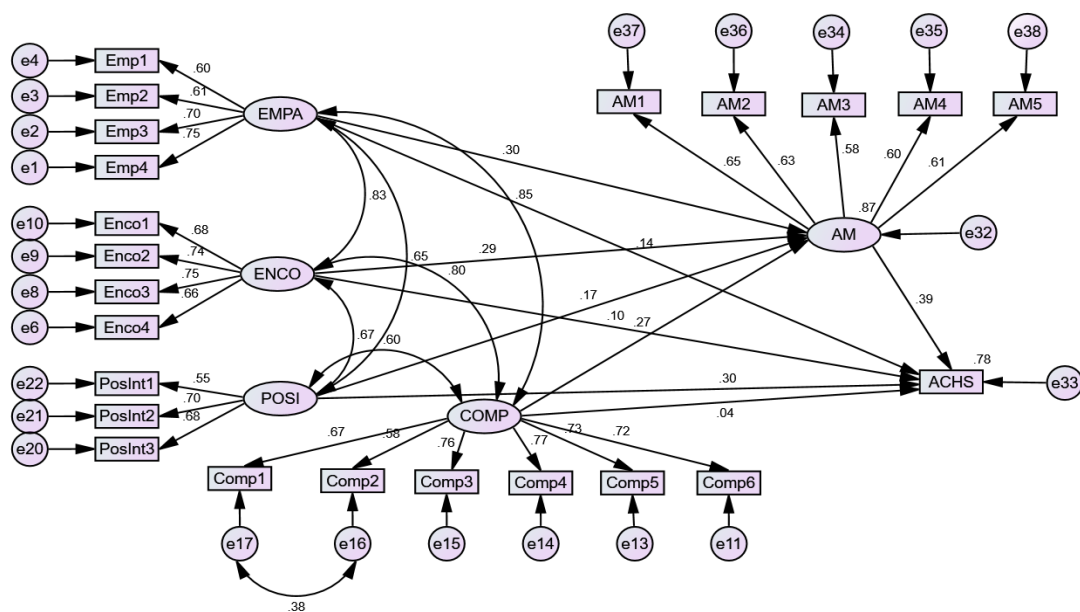 e37
e36
e34
e35
e38
e4
Emp1
.60
e3
Emp2
.61
e2
Emp3
.70
e1
Emp4
.75
EMPA
AM1
AM2
AM3
AM4
AM5
.65
.63
.58
.60
.61
.87
AM
e32
.30
.85
.83
.14
e10
Enco1
.68
e9
Enco2
.74
e8
Enco3
.75
e6
Enco4
.66
ENCO
.29
.65
.80
.17
.10
.27
.39
.67
.60
.78
ACHS
e33
e22
PosInt1
.55
e21
PosInt2
.70
e20
PosInt3
.68
POSI
.30
.04
COMP
.67
.58
.76
.77
.73
.72
Comp1
Comp2
Comp3
Comp4
Comp5
Comp6
e17
e16
e15
e14
e13
e11
.38